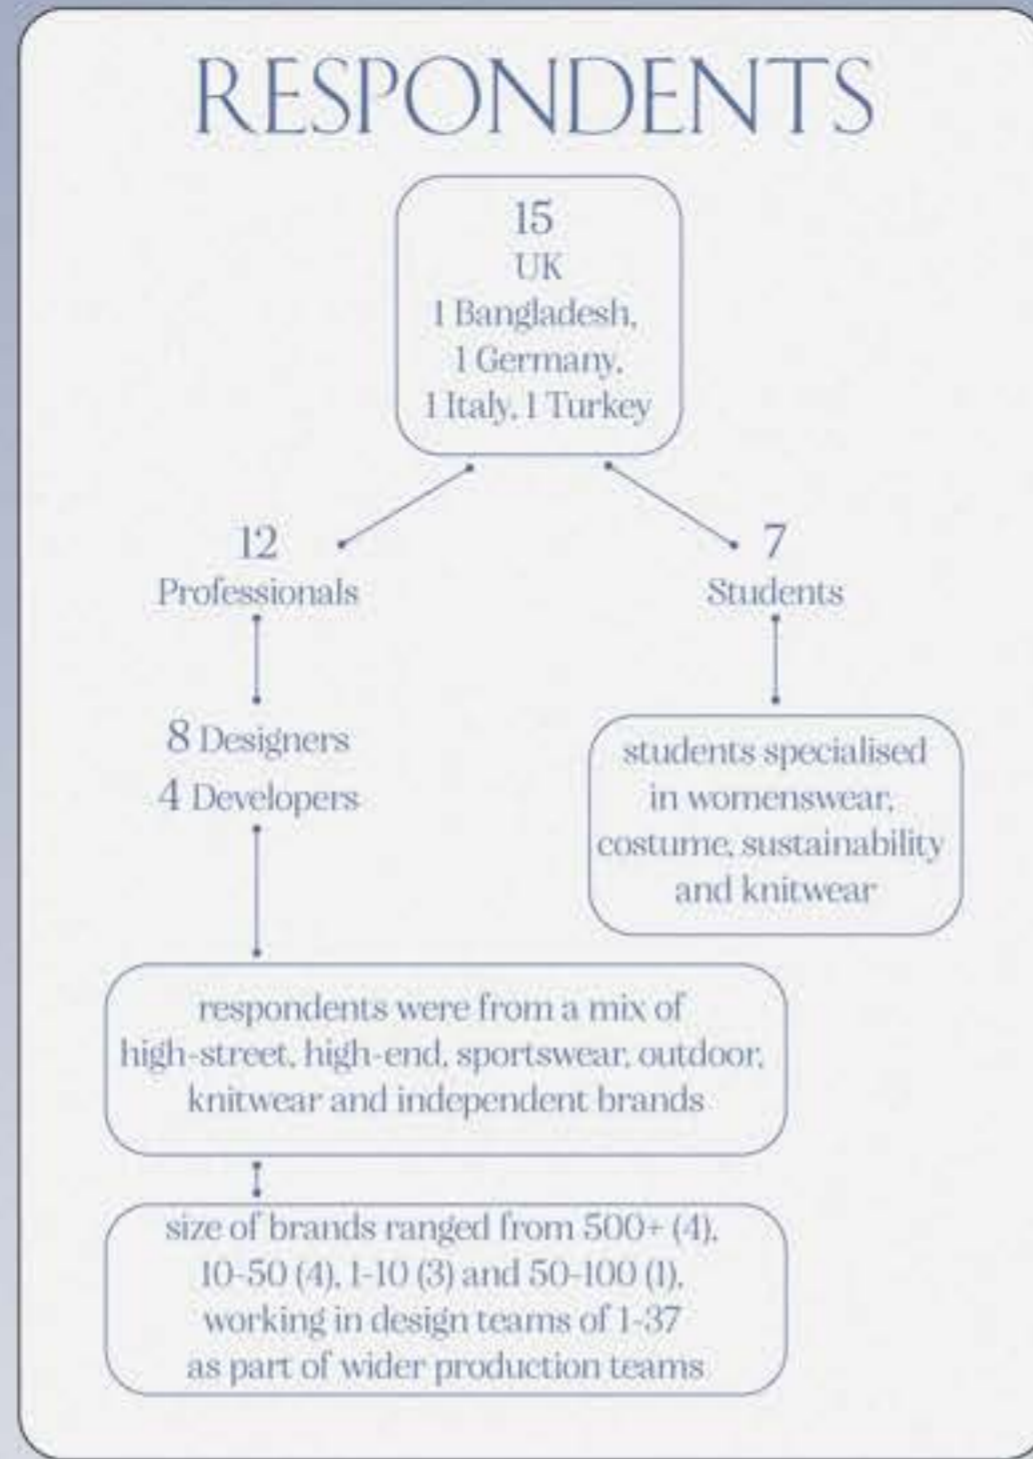 RESPONDENTS
15
UK
1 Bangladesh,
1 Germany,
1 Italy, 1 Turkey
12
Professionals
7
Students
8 Designers
4 Developers
students specialised
in womenswear,
costume, sustainability
and knitwear
respondents were from a mix of
high-street, high-end, sportswear, outdoor,
knitwear and independent brands
size of brands ranged from 500+ (4),
10-50 (4), 1-10 (3) and 50-100 (1),
working in design teams of 1-37
as part of wider production teams